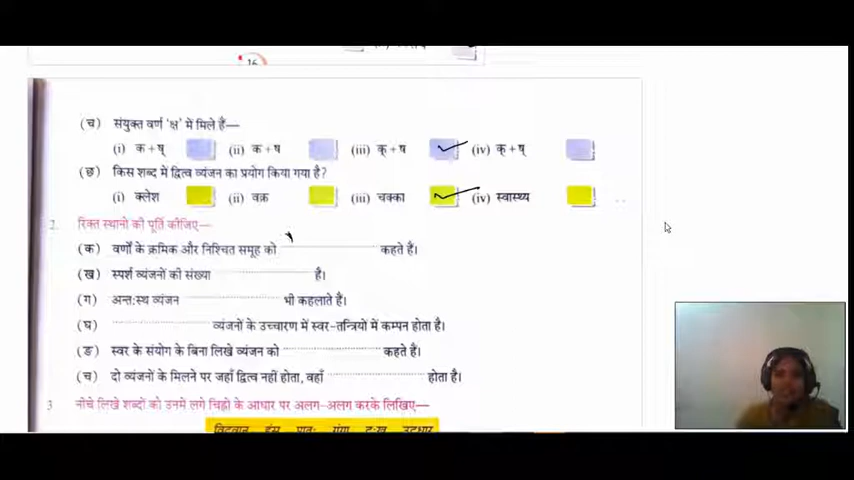 16
(च) संयुक्त वर्ण 'क्ष' में मिले हैं—
(i) क + ष् (ii) क + ष (iii) क् + ष (iv) क् + ष्
(छ) किस शब्द में द्वित्व व्यंजन का प्रयोग किया गया है?
(i) क्लेश (ii) वक्र (iii) चक्का (iv) स्वास्थ्य
2. रिक्त स्थानों की पूर्ति कीजिए—
(क) वर्णों के क्रमिक और निश्चित समूह को ........................ कहते हैं।
(ख) स्पर्श व्यंजनों की संख्या ........................ है।
(ग) अन्त:स्थ व्यंजन ........................ भी कहलाते हैं।
(घ) ........................ व्यंजनों के उच्चारण में स्वर-तन्त्रियों में कम्पन होता है।
(ङ) स्वर के संयोग के बिना लिखे व्यंजन को ........................ कहते हैं।
(च) दो व्यंजनों के मिलने पर जहाँ द्वित्व नहीं होता, वहाँ ........................ होता है।
3 नीचे लिखे शब्दों को उनमें लगे चिह्नों के आधार पर अलग-अलग करके लिखिए—
विद्वान हंस प्रात: गंगा दु:ख उद्धार